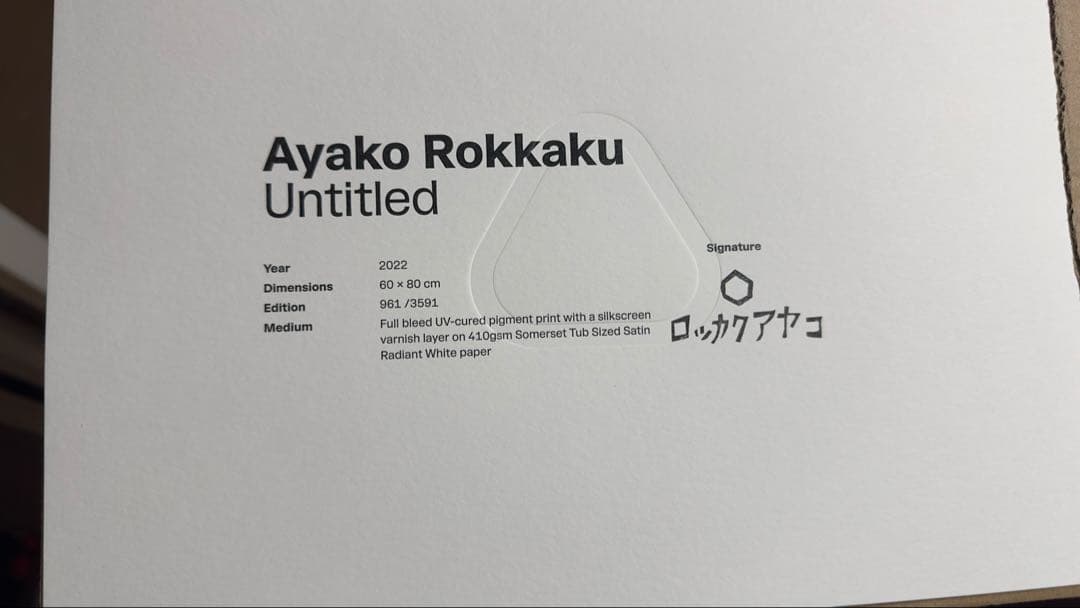 Ayako Rokkaku
Untitled
Year 2022
Dimensions 60 × 80 cm
Edition 961 /3591
Medium Full bleed UV-cured pigment print with a silkscreen
varnish layer on 410gsm Somerset Tub Sized Satin
Radiant White paper
Signature
ロッカクアヤコ